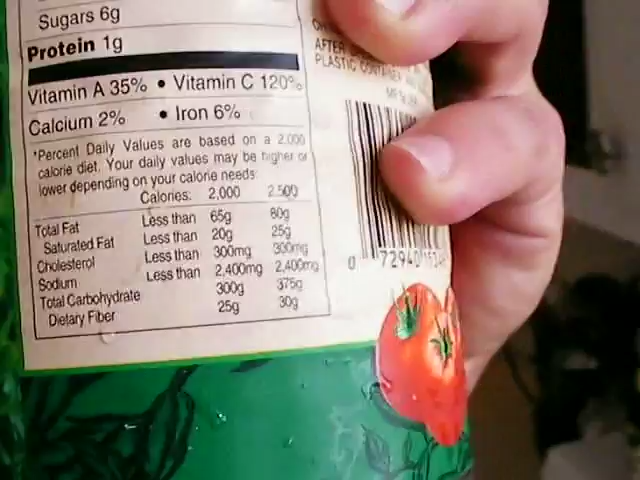 Sugars 6g
Protein 1g
Vitamin A 35% • Vitamin C 120%
Calcium 2% • Iron 6%
*Percent Daily Values are based on a 2,000
calorie diet. Your daily values may be higher or
lower depending on your calorie needs:
Calories: 2,000 2,500
Total Fat Less than 65g 80g
Saturated Fat Less than 20g 25g
Cholesterol Less than 300mg 300mg
Sodium Less than 2,400mg 2,400mg
Total Carbohydrate 300g 375g
Dietary Fiber 25g 30g
AFTER
PLASTIC CONTAINER
0 72940